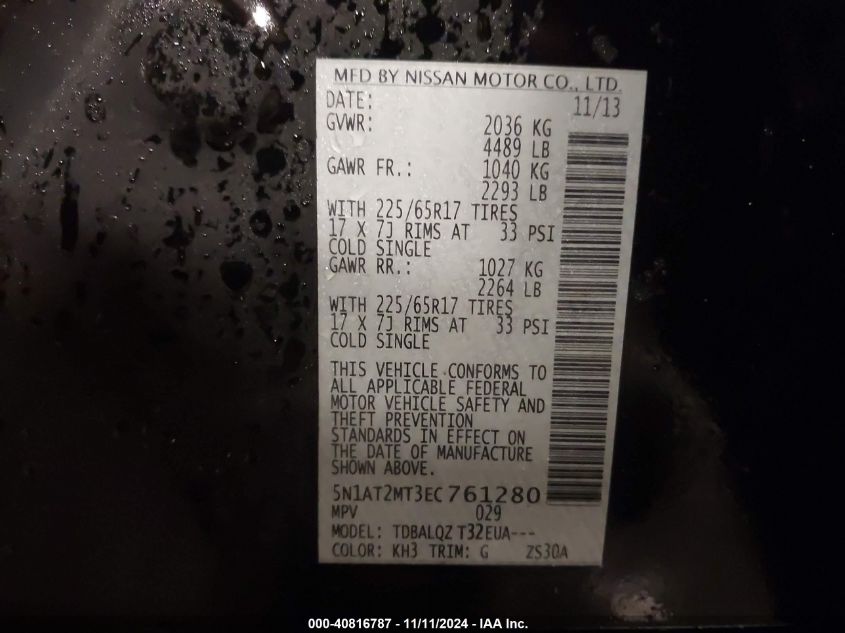 MFD BY NISSAN MOTOR CO., LTD.
DATE: 11/13
GVWR: 2036 KG
4489 LB
GAWR FR.: 1040 KG
2293 LB
WITH 225/65R17 TIRES
17 X 7J RIMS AT 33 PSI
COLD SINGLE
GAWR RR.: 1027 KG
2264 LB
WITH 225/65R17 TIRES
17 X 7J RIMS AT 33 PSI
COLD SINGLE
THIS VEHICLE CONFORMS TO
ALL APPLICABLE FEDERAL
MOTOR VEHICLE SAFETY AND
THEFT PREVENTION
STANDARDS IN EFFECT ON
THE DATE OF MANUFACTURE
SHOWN ABOVE.
5N1AT2MT3EC761280
MPV 029
MODEL: TDBALQZ T32EUA---
COLOR: KH3 TRIM: G ZS30A
000-40816787 - 11/11/2024 - IAA Inc.